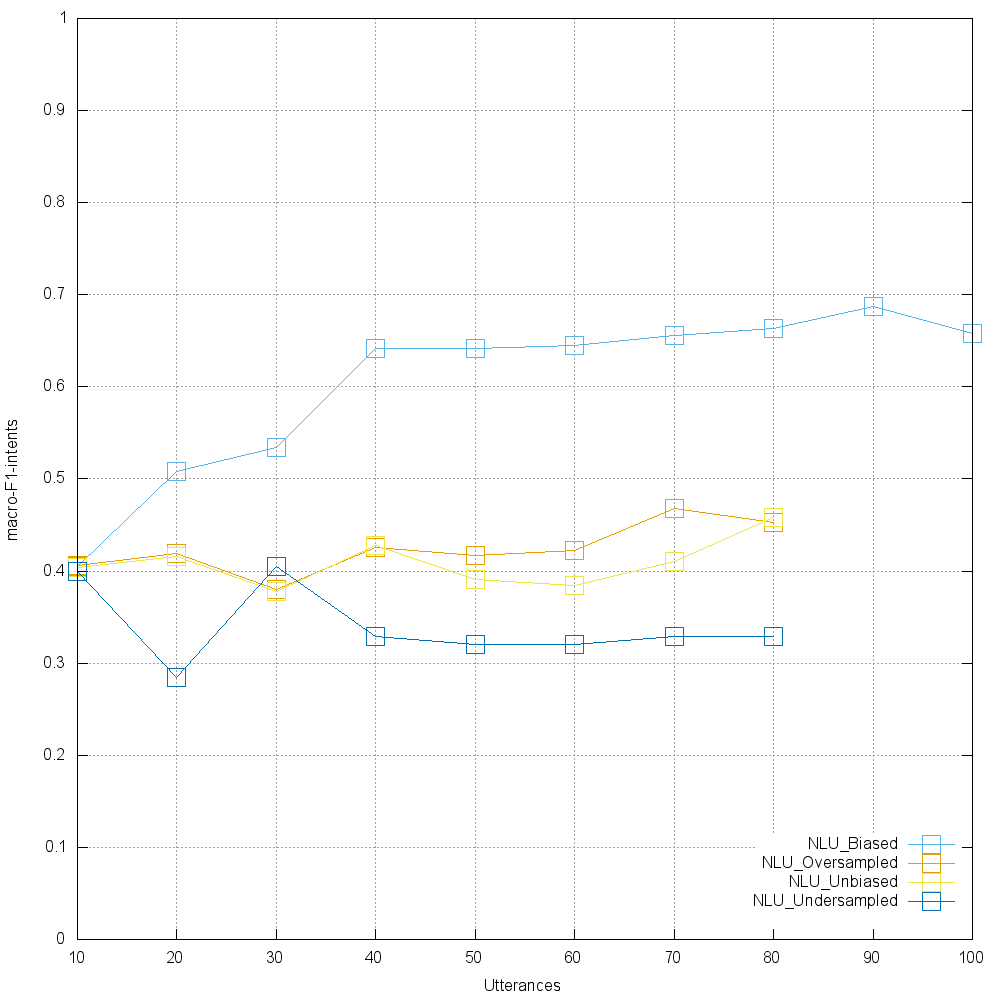 1
0.9
0.8
0.7
0.6
0.5
0.4
0.3
0.2
0.1
0
macro-F1-intents
NLU_Biased
NLU_Oversampled
NLU_Unbiased
NLU_Undersampled
10 20 30 40 50 60 70 80 90 100
Utterances